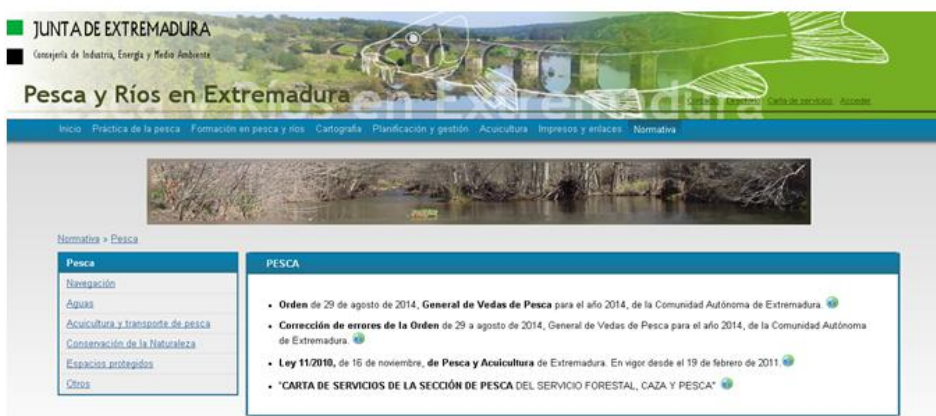 JUNTA DE EXTREMADURA
Consejería de Industria, Energía y Medio Ambiente
Pesca y Ríos en Extremadura
Contacto Directorio Carta de servicios Acceder
Inicio Práctica de la pesca Formación en pesca y ríos Cartografía Planificación y gestión Acuicultura Impresos y enlaces Normativa
Normativa » Pesca
Pesca
Navegación
Aguas
Acuicultura y transporte de pesca
Conservación de la Naturaleza
Espacios protegidos
Otros
PESCA
• Orden de 29 de agosto de 2014, General de Vedas de Pesca para el año 2014, de la Comunidad Autónoma de Extremadura.
• Corrección de errores de la Orden de 29 a agosto de 2014, General de Vedas de Pesca para el año 2014, de la Comunidad Autónoma
de Extremadura.
• Ley 11/2010, de 16 de noviembre, de Pesca y Acuicultura de Extremadura. En vigor desde el 19 de febrero de 2011.
• "CARTA DE SERVICIOS DE LA SECCIÓN DE PESCA DEL SERVICIO FORESTAL, CAZA Y PESCA"